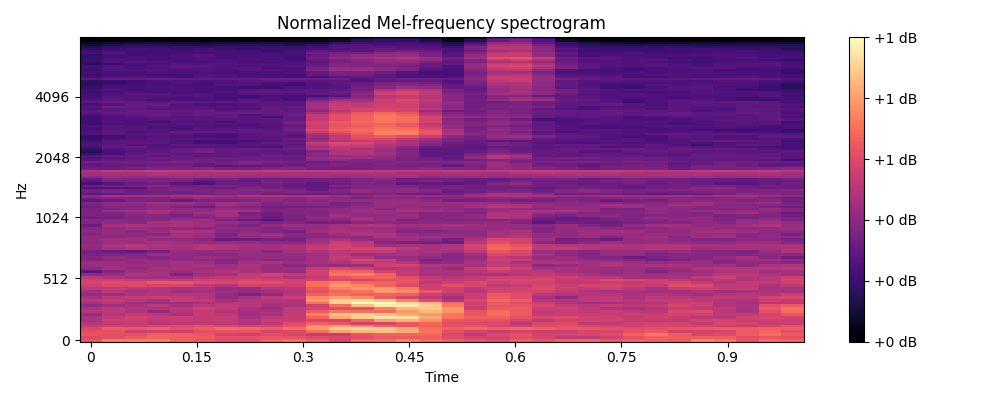 Normalized Mel-frequency spectrogram
Hz
4096
2048
1024
512
0
0 0.15 0.3 0.45 0.6 0.75 0.9
Time
+1 dB
+1 dB
+1 dB
+0 dB
+0 dB
+0 dB